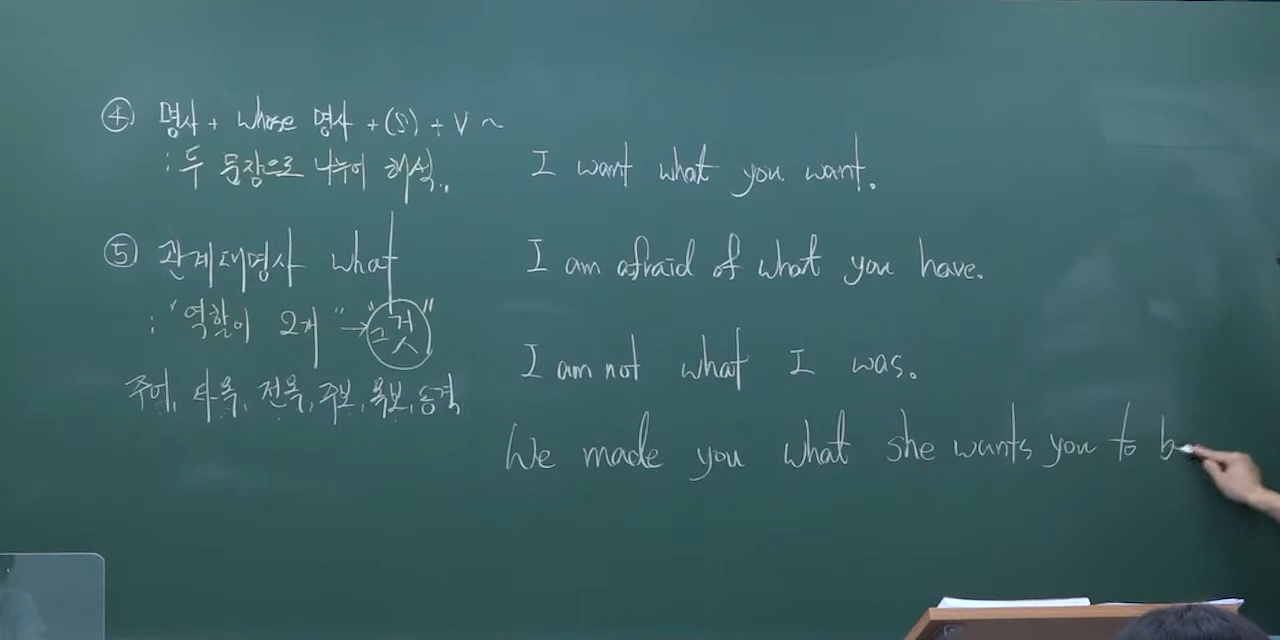 ④ 명사 + whose 명사 + (S) + V ~
: 두 문장으로 나누어 해석..
⑤ 관계대명사 what
: "역할이 2개" → "그것"
주어, 타목, 전목, 주보, 목보, 동격
I want what you want.
I am afraid of what you have.
I am not what I was.
We made you what she wants you to b